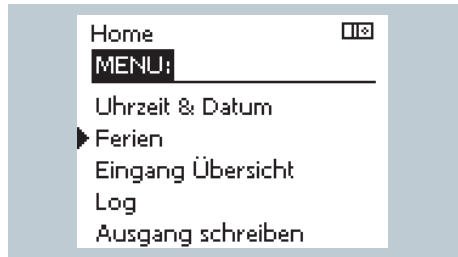 Home
MENU:
Uhrzeit & Datum
Ferien
Eingang Übersicht
Log
Ausgang schreiben